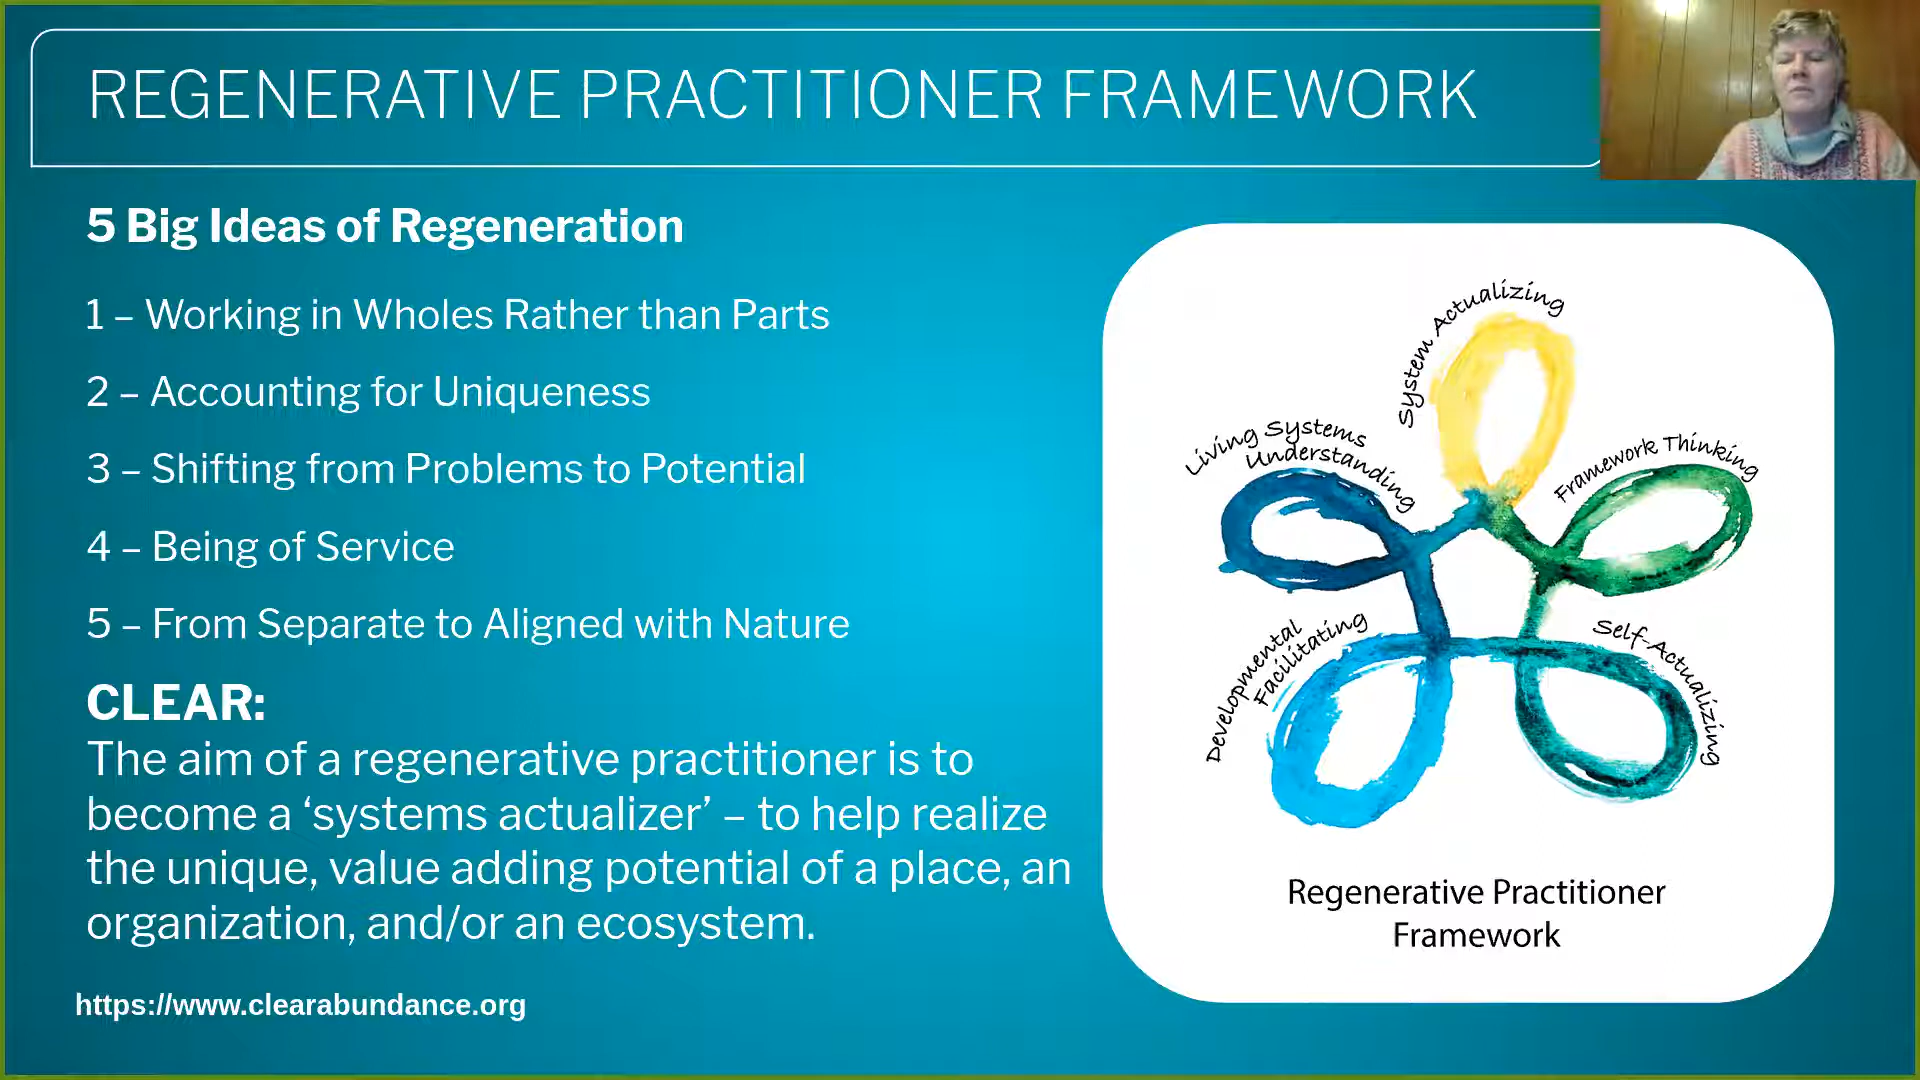 REGENERATIVE PRACTITIONER FRAMEWORK
5 Big Ideas of Regeneration
1 – Working in Wholes Rather than Parts
2 – Accounting for Uniqueness
3 – Shifting from Problems to Potential
4 – Being of Service
5 – From Separate to Aligned with Nature
CLEAR:
The aim of a regenerative practitioner is to
become a ‘systems actualizer’ – to help realize
the unique, value adding potential of a place, an
organization, and/or an ecosystem.
https://www.clearabundance.org
System Actualizing
Living Systems
Understanding
Framework Thinking
Developmental
Facilitating
Self-Actualizing
Regenerative Practitioner
Framework